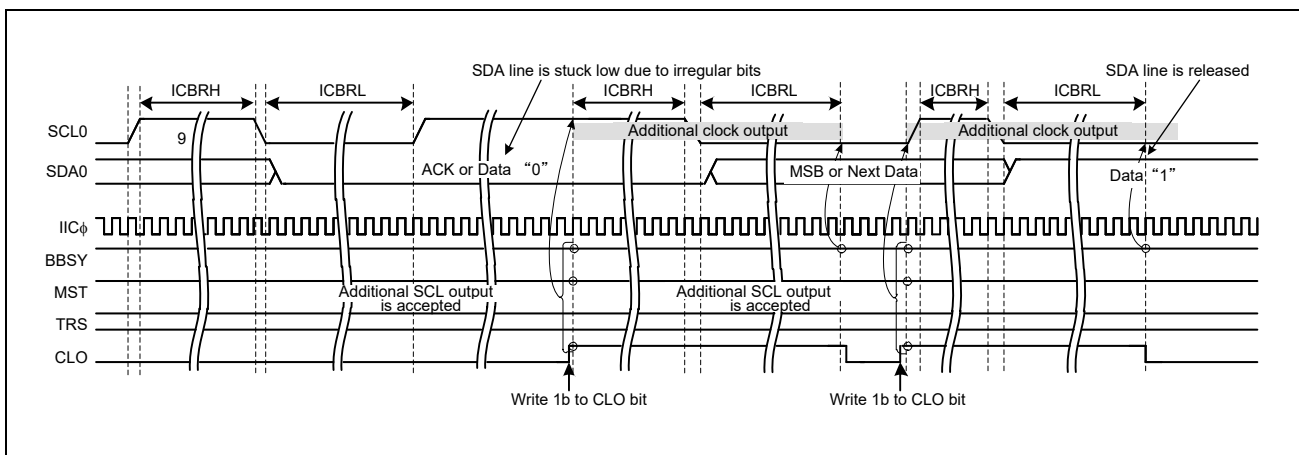 SDA line is stuck low due to irregular bits
SDA line is released
ICBRH
ICBRL
ICBRH
ICBRL
ICBRH
ICBRL
SCL0
9
Additional clock output
Additional clock output
SDA0
ACK or Data “0”
MSB or Next Data
Data “1”
IICϕ
BBSY
MST
Additional SCL output
is accepted
Additional SCL output
is accepted
TRS
CLO
Write 1b to CLO bit
Write 1b to CLO bit